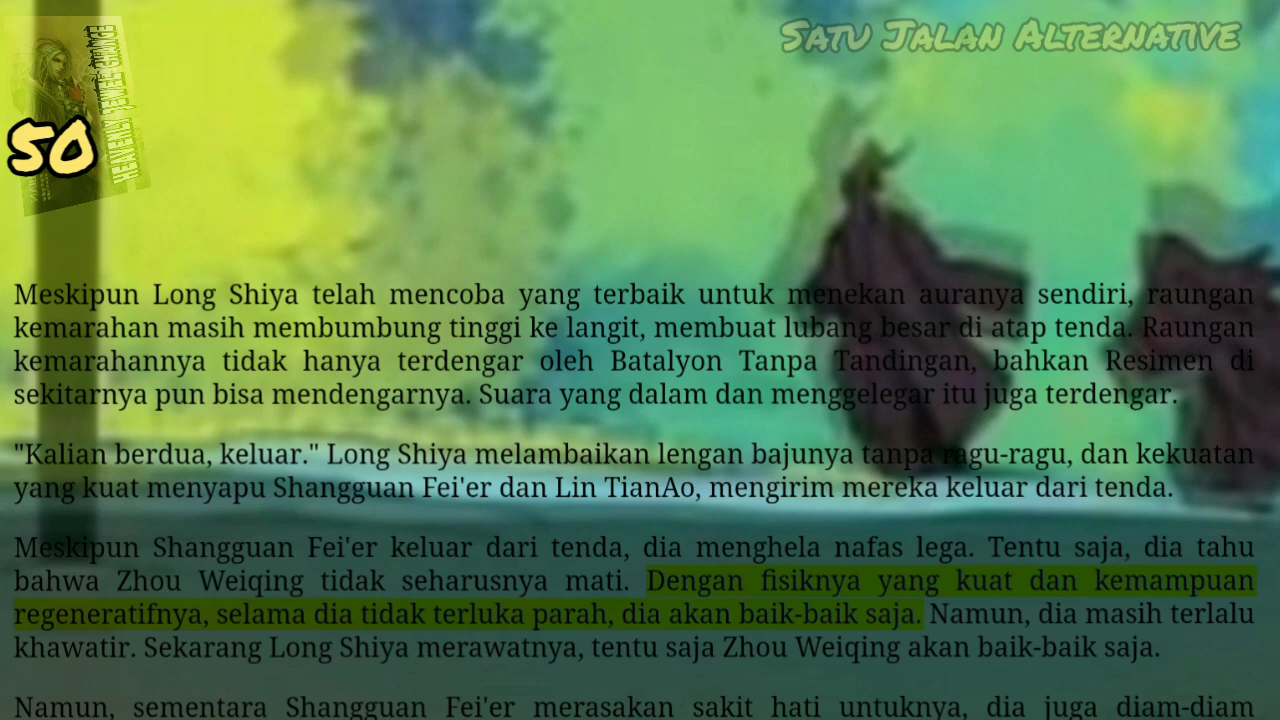 Satu Jalan Alternative
HEAVENLY JEWEL CHANGE
50
Meskipun Long Shiya telah mencoba yang terbaik untuk menekan auranya sendiri, raungan
kemarahan masih membumbung tinggi ke langit, membuat lubang besar di atap tenda. Raungan
kemarahannya tidak hanya terdengar oleh Batalyon Tanpa Tandingan, bahkan Resimen di
sekitarnya pun bisa mendengarnya. Suara yang dalam dan menggelegar itu juga terdengar.
"Kalian berdua, keluar." Long Shiya melambaikan lengan bajunya tanpa ragu-ragu, dan kekuatan
yang kuat menyapu Shangguan Fei'er dan Lin TianAo, mengirim mereka keluar dari tenda.
Meskipun Shangguan Fei'er keluar dari tenda, dia menghela nafas lega. Tentu saja, dia tahu
bahwa Zhou Weiqing tidak seharusnya mati. Dengan fisiknya yang kuat dan kemampuan
regeneratifnya, selama dia tidak terluka parah, dia akan baik-baik saja. Namun, dia masih terlalu
khawatir. Sekarang Long Shiya merawatnya, tentu saja Zhou Weiqing akan baik-baik saja.
Namun, sementara Shangguan Fei'er merasakan sakit hati untuknya, dia juga diam-diam